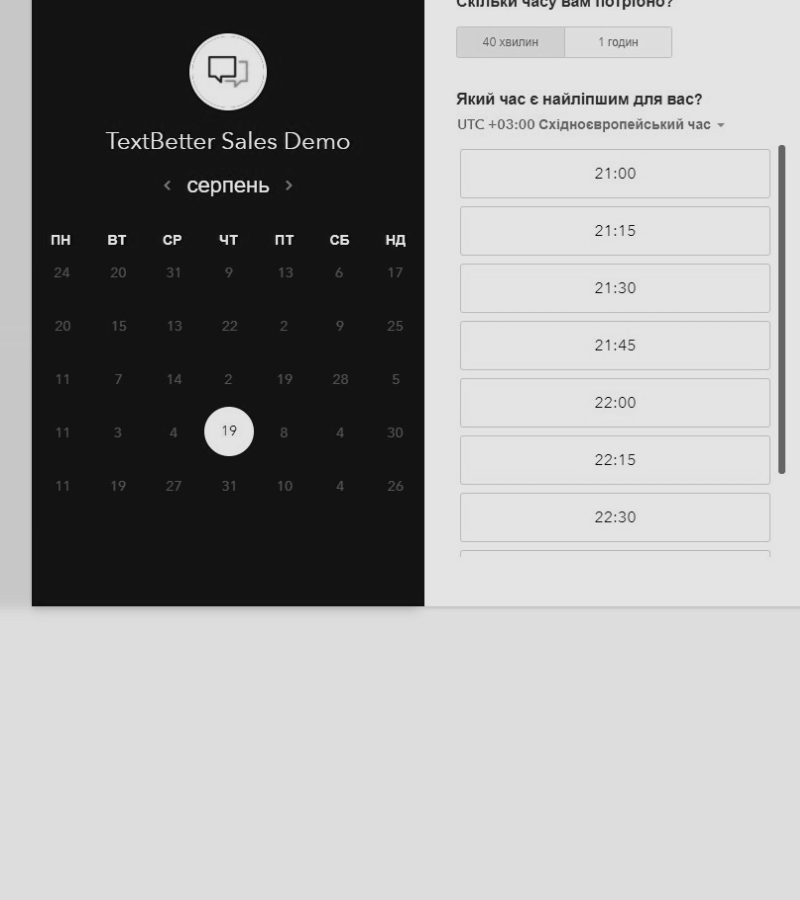 TextBetter Sales Demo
серпень
ПН ВТ СР ЧТ ПТ СБ НД
24 20 31 9 13 6 17
20 15 13 22 2 9 25
11 7 14 2 19 28 5
11 3 4 19 8 4 30
11 19 27 31 10 4 26
Скільки часу вам потрібно?
40 хвилин 1 годин
Який час є найліпшим для вас?
UTC +03:00 Східноєвропейський час
21:00
21:15
21:30
21:45
22:00
22:15
22:30